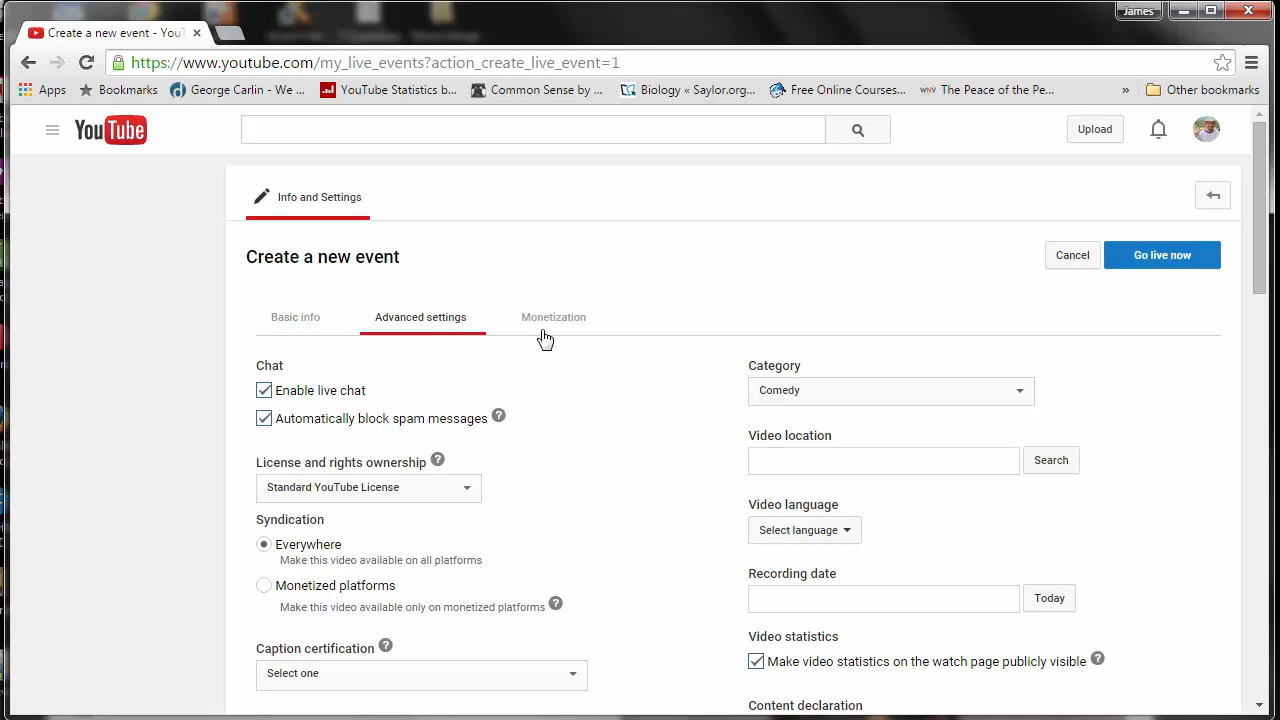 James
Create a new event - YouT
https://www.youtube.com/my_live_events?action_create_live_event=1
Apps Bookmarks George Carlin - We ... YouTube Statistics b... Common Sense by ... Biology « Saylor.org... Free Online Courses... WNV The Peace of the Pe... » Other bookmarks
YouTube Upload
Info and Settings
Create a new event Cancel Go live now
Basic info Advanced settings Monetization
Chat
Enable live chat
Automatically block spam messages ?
License and rights ownership ?
Standard YouTube License
Syndication
Everywhere
Make this video available on all platforms
Monetized platforms
Make this video available only on monetized platforms ?
Caption certification ?
Select one
Category
Comedy
Video location
Search
Video language
Select language
Recording date
Today
Video statistics
Make video statistics on the watch page publicly visible ?
Content declaration